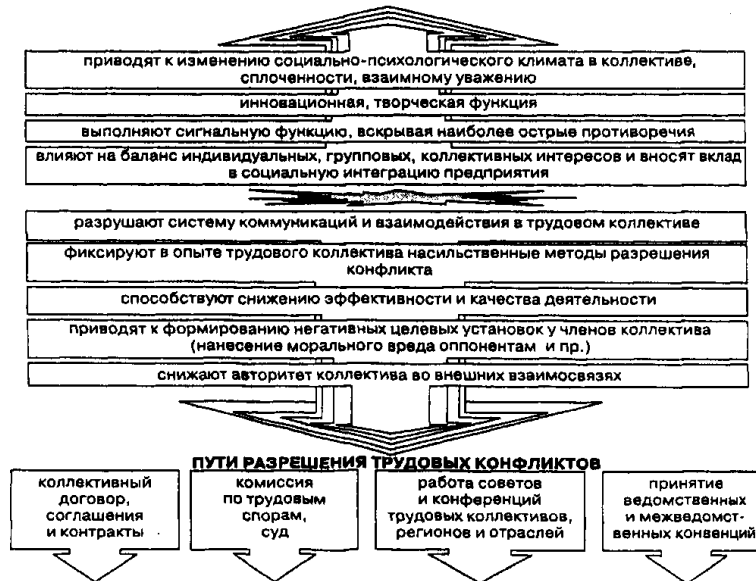 приводят к изменению социально-психологического климата в коллективе,
сплоченности, взаимному уважению
инновационная, творческая функция
выполняют сигнальную функцию, вскрывая наиболее острые противоречия
влияют на баланс индивидуальных, групповых, коллективных интересов и вносят вклад
в социальную интеграцию предприятия
разрушают систему коммуникаций и взаимодействия в трудовом коллективе
фиксируют в опыте трудового коллектива насильственные методы разрешения
конфликта
способствуют снижению эффективности и качества деятельности
приводят к формированию негативных целевых установок у членов коллектива
(нанесение морального вреда оппонентам и пр.)
снижают авторитет коллектива во внешних взаимосвязях
ПУТИ РАЗРЕШЕНИЯ ТРУДОВЫХ КОНФЛИКТОВ
коллективный
договор,
соглашения
и контракты
комиссия
по трудовым
спорам,
суд
работа советов
и конференций
трудовых коллективов,
регионов и отраслей
принятие
ведомственных
и межведомст-
венных конвенций